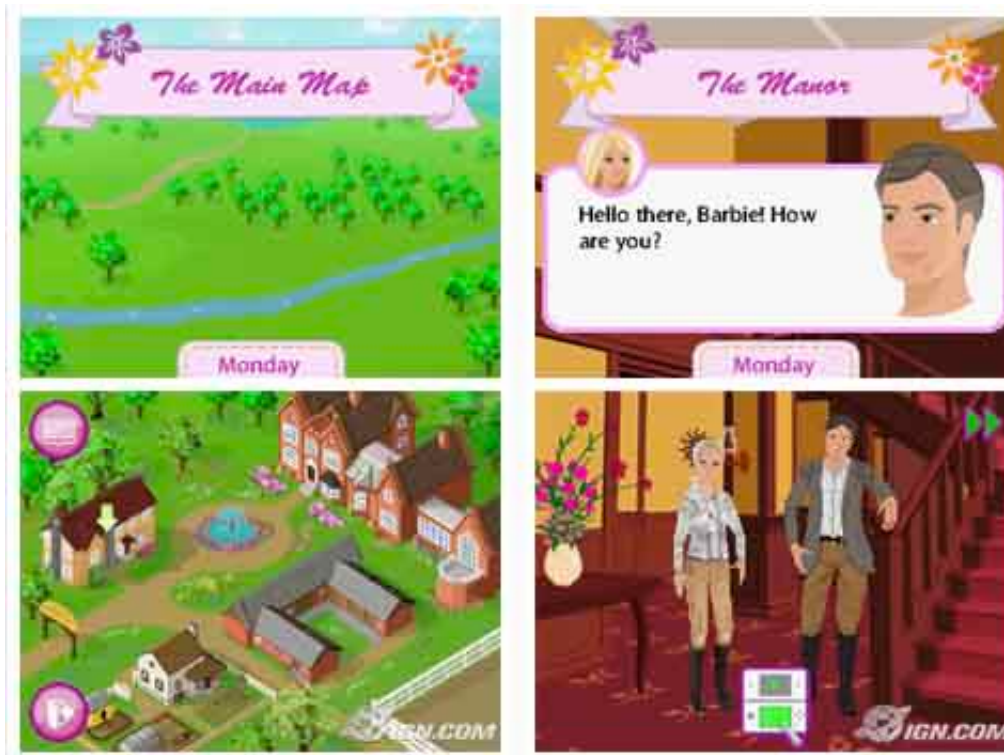 The Main Map
Monday
IGN.COM
The Manor
Hello there, Barbie! How
are you?
Monday
IGN.COM